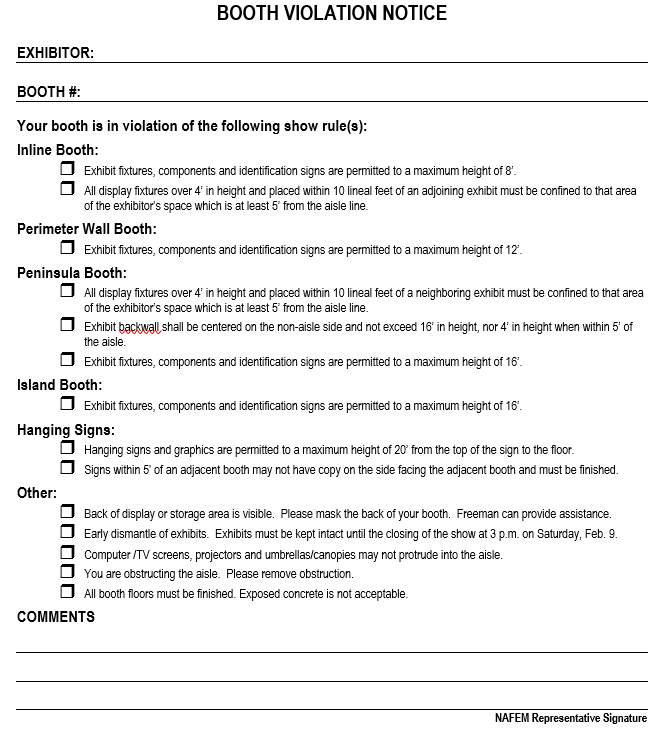 BOOTH VIOLATION NOTICE
EXHIBITOR:
BOOTH #:
Your booth is in violation of the following show rule(s):
Inline Booth:
Exhibit fixtures, components and identification signs are permitted to a maximum height of 8’.
All display fixtures over 4’ in height and placed within 10 lineal feet of an adjoining exhibit must be confined to that area
of the exhibitor’s space which is at least 5’ from the aisle line.
Perimeter Wall Booth:
Exhibit fixtures, components and identification signs are permitted to a maximum height of 12’.
Peninsula Booth:
All display fixtures over 4’ in height and placed within 10 lineal feet of a neighboring exhibit must be confined to that area
of the exhibitor’s space which is at least 5’ from the aisle line.
Exhibit backwall shall be centered on the non-aisle side and not exceed 16’ in height, nor 4’ in height when within 5’ of
the aisle.
Exhibit fixtures, components and identification signs are permitted to a maximum height of 16’.
Island Booth:
Exhibit fixtures, components and identification signs are permitted to a maximum height of 16’.
Hanging Signs:
Hanging signs and graphics are permitted to a maximum height of 20’ from the top of the sign to the floor.
Signs within 5' of an adjacent booth may not have copy on the side facing the adjacent booth and must be finished.
Other:
Back of display or storage area is visible.  Please mask the back of your booth.  Freeman can provide assistance.
Early dismantle of exhibits.  Exhibits must be kept intact until the closing of the show at 3 p.m. on Saturday, Feb. 9.
Computer /TV screens, projectors and umbrellas/canopies may not protrude into the aisle.
You are obstructing the aisle.  Please remove obstruction.
All booth floors must be finished. Exposed concrete is not acceptable.
COMMENTS
NAFEM Representative Signature